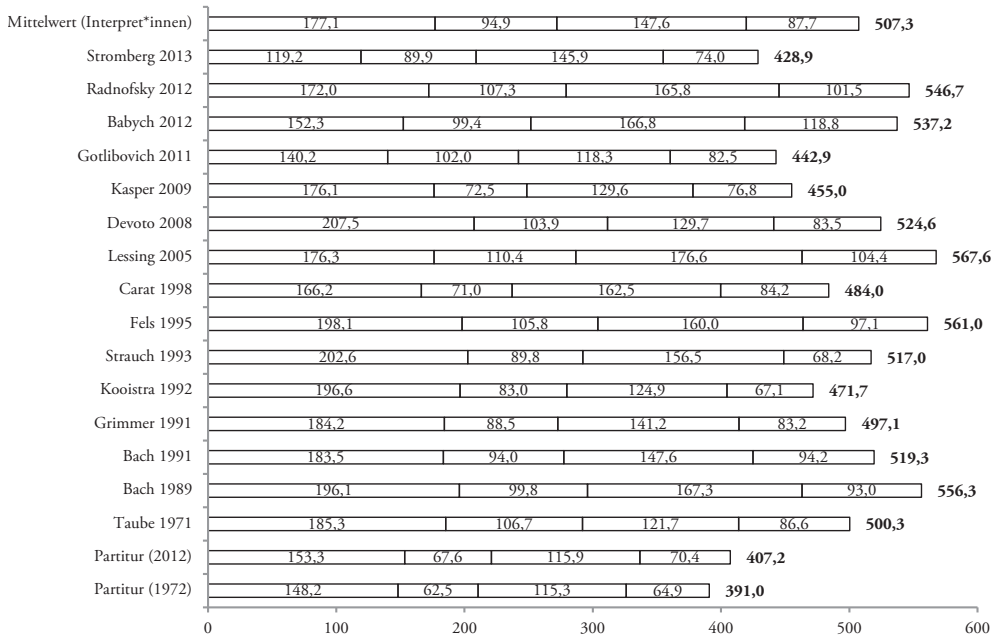 Mittelwert (Interpret*innen) 177,1 94,9 147,6 87,7 507,3
Stromberg 2013 119,2 89,9 145,9 74,0 428,9
Radnofsky 2012 172,0 107,3 165,8 101,5 546,7
Babych 2012 152,3 99,4 166,8 118,8 537,2
Gotlibovich 2011 140,2 102,0 118,3 82,5 442,9
Kasper 2009 176,1 72,5 129,6 76,8 455,0
Devoto 2008 207,5 103,9 129,7 83,5 524,6
Lessing 2005 176,3 110,4 176,6 104,4 567,6
Carat 1998 166,2 71,0 162,5 84,2 484,0
Fels 1995 198,1 105,8 160,0 97,1 561,0
Strauch 1993 202,6 89,8 156,5 68,2 517,0
Kooistra 1992 196,6 83,0 124,9 67,1 471,7
Grimmer 1991 184,2 88,5 141,2 83,2 497,1
Bach 1991 183,5 94,0 147,6 94,2 519,3
Bach 1989 196,1 99,8 167,3 93,0 556,3
Taube 1971 185,3 106,7 121,7 86,6 500,3
Partitur (2012) 153,3 67,6 115,9 70,4 407,2
Partitur (1972) 148,2 62,5 115,3 64,9 391,0
0 100 200 300 400 500 600